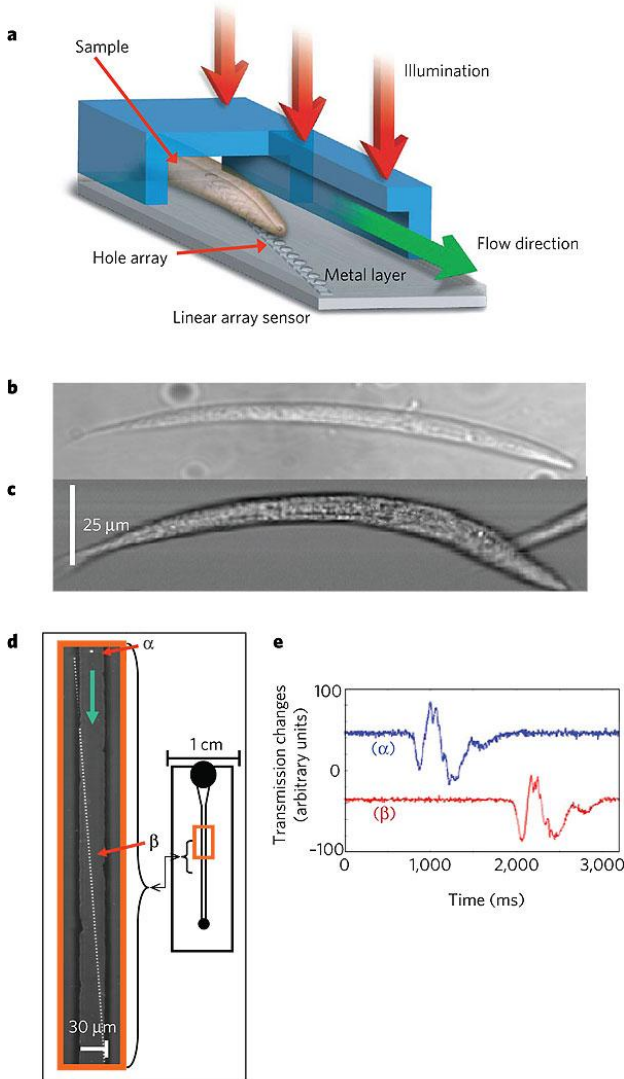 a
Sample
Illumination
Flow direction
Hole array
Metal layer
Linear array sensor
b
c
25 μm
d
α
1 cm
β
30 μm
e
Transmission changes
(arbitrary units)
100
0
–100
(α)
(β)
0
1,000
2,000
3,000
Time (ms)